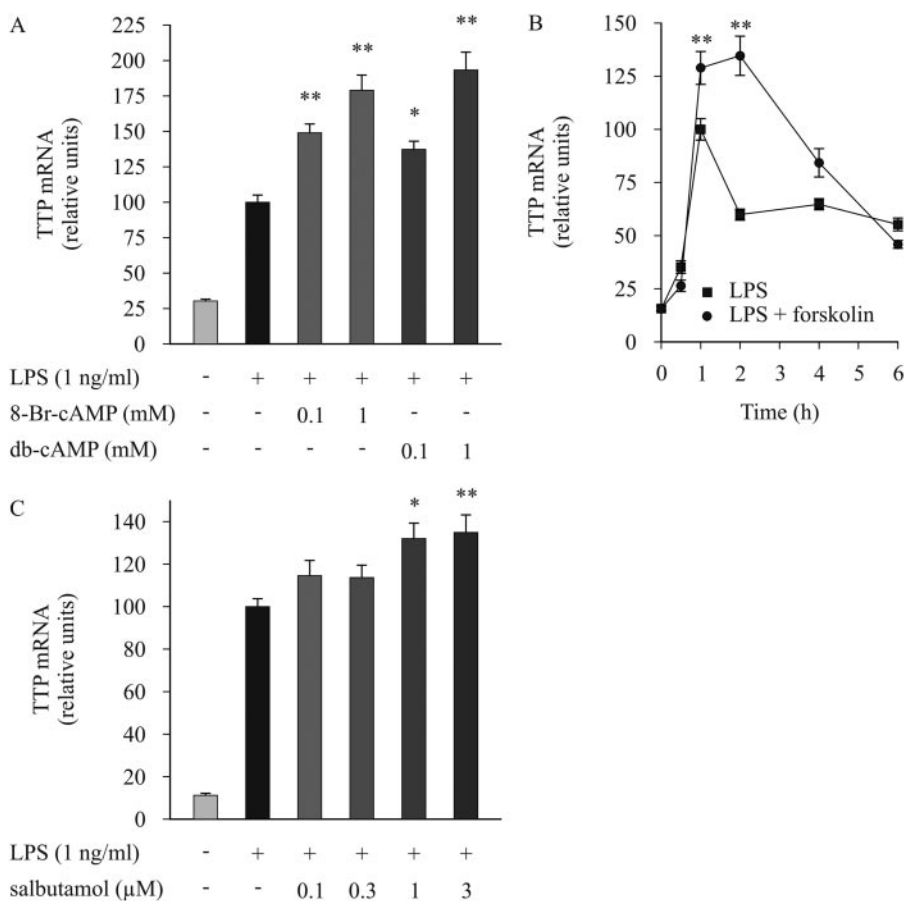 A
TTP mRNA
(relative units)
225
200
175
150
125
100
75
50
25
0
** ** * **
LPS (1 ng/ml) - + + + + +
8-Br-cAMP (mM) - - 0.1 1 - -
db-cAMP (mM) - - - - 0.1 1
B
TTP mRNA
(relative units)
150
125
100
75
50
25
0
** **
LPS
LPS + forskolin
0 1 2 3 4 5 6
Time (h)
C
TTP mRNA
(relative units)
140
120
100
80
60
40
20
0
* **
LPS (1 ng/ml) - + + + + +
salbutamol (µM) - - 0.1 0.3 1 3